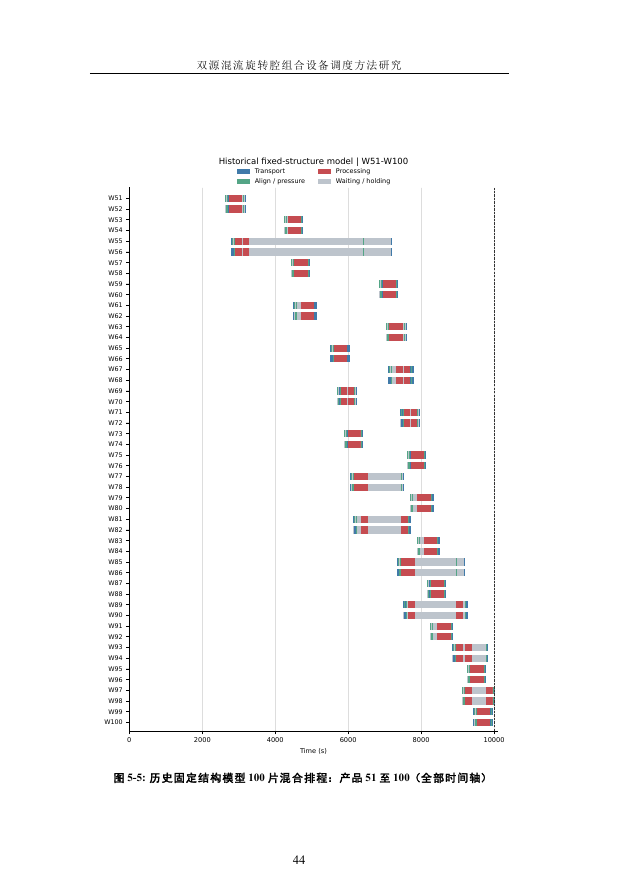 双源混流旋转腔组合设备调度方法研究
Historical fixed-structure model | W51-W100
Transport Processing
Align / pressure Waiting / holding
W51
W52
W53
W54
W55
W56
W57
W58
W59
W60
W61
W62
W63
W64
W65
W66
W67
W68
W69
W70
W71
W72
W73
W74
W75
W76
W77
W78
W79
W80
W81
W82
W83
W84
W85
W86
W87
W88
W89
W90
W91
W92
W93
W94
W95
W96
W97
W98
W99
W100
0 2000 4000 6000 8000 10000
Time (s)
图 5-5: 历史固定结构模型 100 片混合排程：产品 51 至 100（全部时间轴）
44